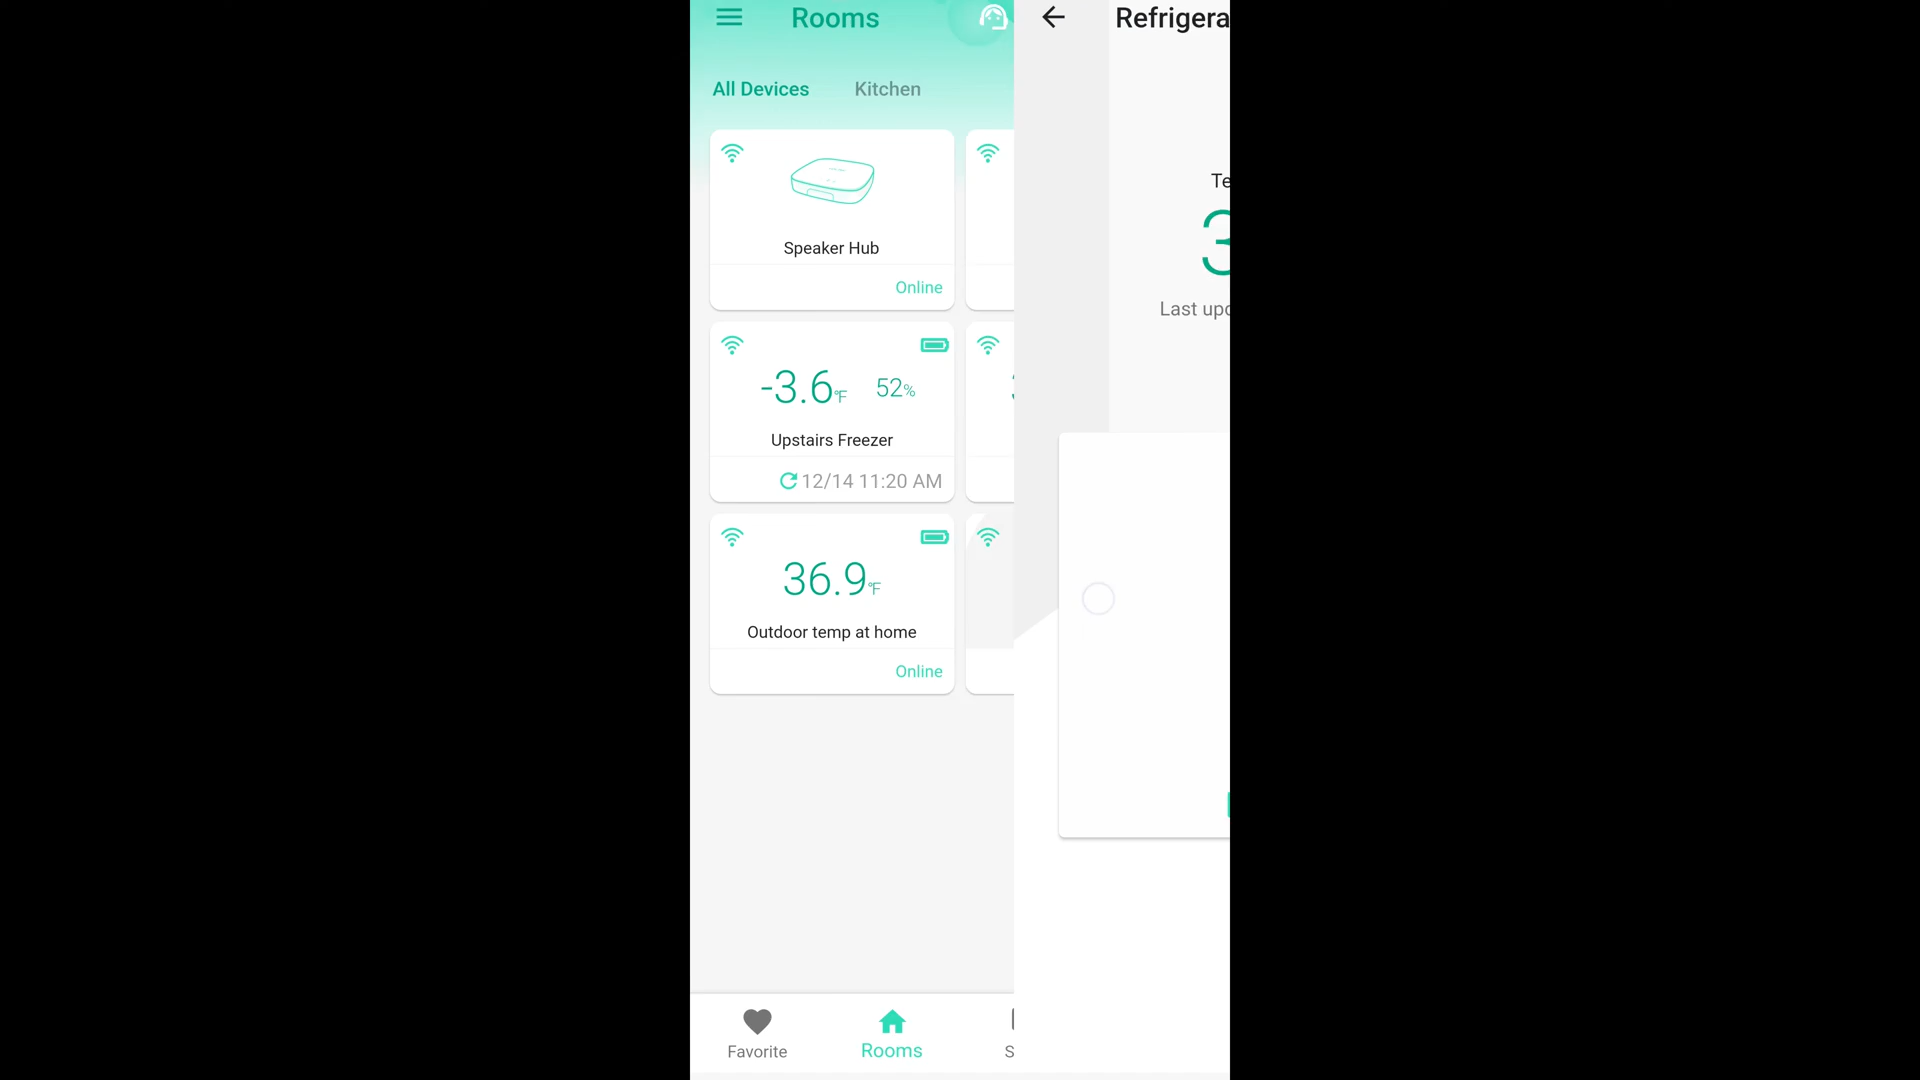 Rooms
All Devices Kitchen
Speaker Hub
Online
-3.6°F 52%
Upstairs Freezer
12/14 11:20 AM
36.9°F
Outdoor temp at home
Online
Favorite
Rooms
S
Refrigera
Te
3
Last upd